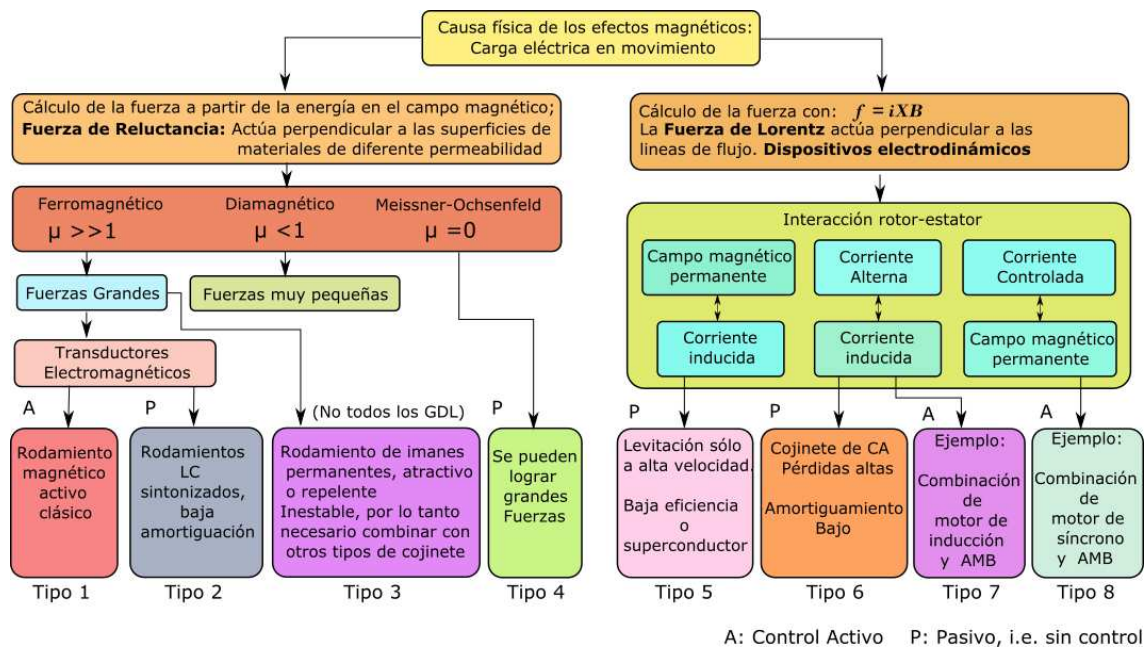 Causa física de los efectos magnéticos:
Carga eléctrica en movimiento
Cálculo de la fuerza a partir de la energía en el campo magnético;
Fuerza de Reluctancia: Actúa perpendicular a las superficies de
materiales de diferente permeabilidad
Cálculo de la fuerza con: f = iXB
La Fuerza de Lorentz actúa perpendicular a las
lineas de flujo. Dispositivos electrodinámicos
Ferromagnético
µ >>1
Diamagnético
µ <1
Meissner-Ochsenfeld
µ =0
Fuerzas Grandes
Fuerzas muy pequeñas
Transductores
Electromagnéticos
Interacción rotor-estator
Campo magnético
permanente
Corriente
Alterna
Corriente
Controlada
Corriente
inducida
Corriente
inducida
Campo magnético
permanente
A
P
(No todos los GDL)
P
P
P
A
A
Rodamiento
magnético
activo
clásico
Rodamientos
LC
sintonizados,
baja
amortiguación
Rodamiento de imanes
permanentes, atractivo
o repelente
Inestable, por lo tanto
necesario combinar con
otros tipos de cojinete
Se pueden
lograr
grandes
Fuerzas
Levitación sólo
a alta velocidad.
Baja eficiencia
o
superconductor
Cojinete de CA
Pérdidas altas
Amortiguamiento
Bajo
Ejemplo:
Combinación
de
motor de
inducción
y AMB
Ejemplo:
Combinación
de
motor de
síncrono
y AMB
Tipo 1
Tipo 2
Tipo 3
Tipo 4
Tipo 5
Tipo 6
Tipo 7
Tipo 8
A: Control Activo P: Pasivo, i.e. sin control